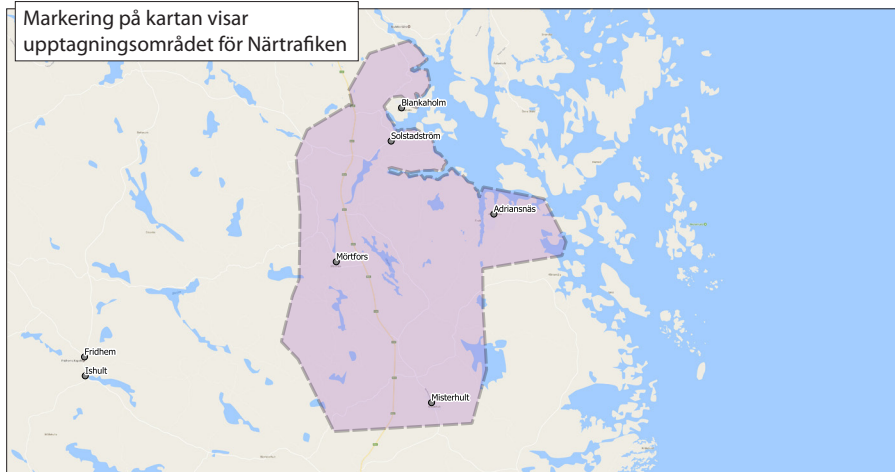 Markering på kartan visar
upptagningsområdet för Närtrafiken
Blankaholm
Solstadström
Adriansnäs
Mörtfors
Fridhem
Ishult
Misterhult